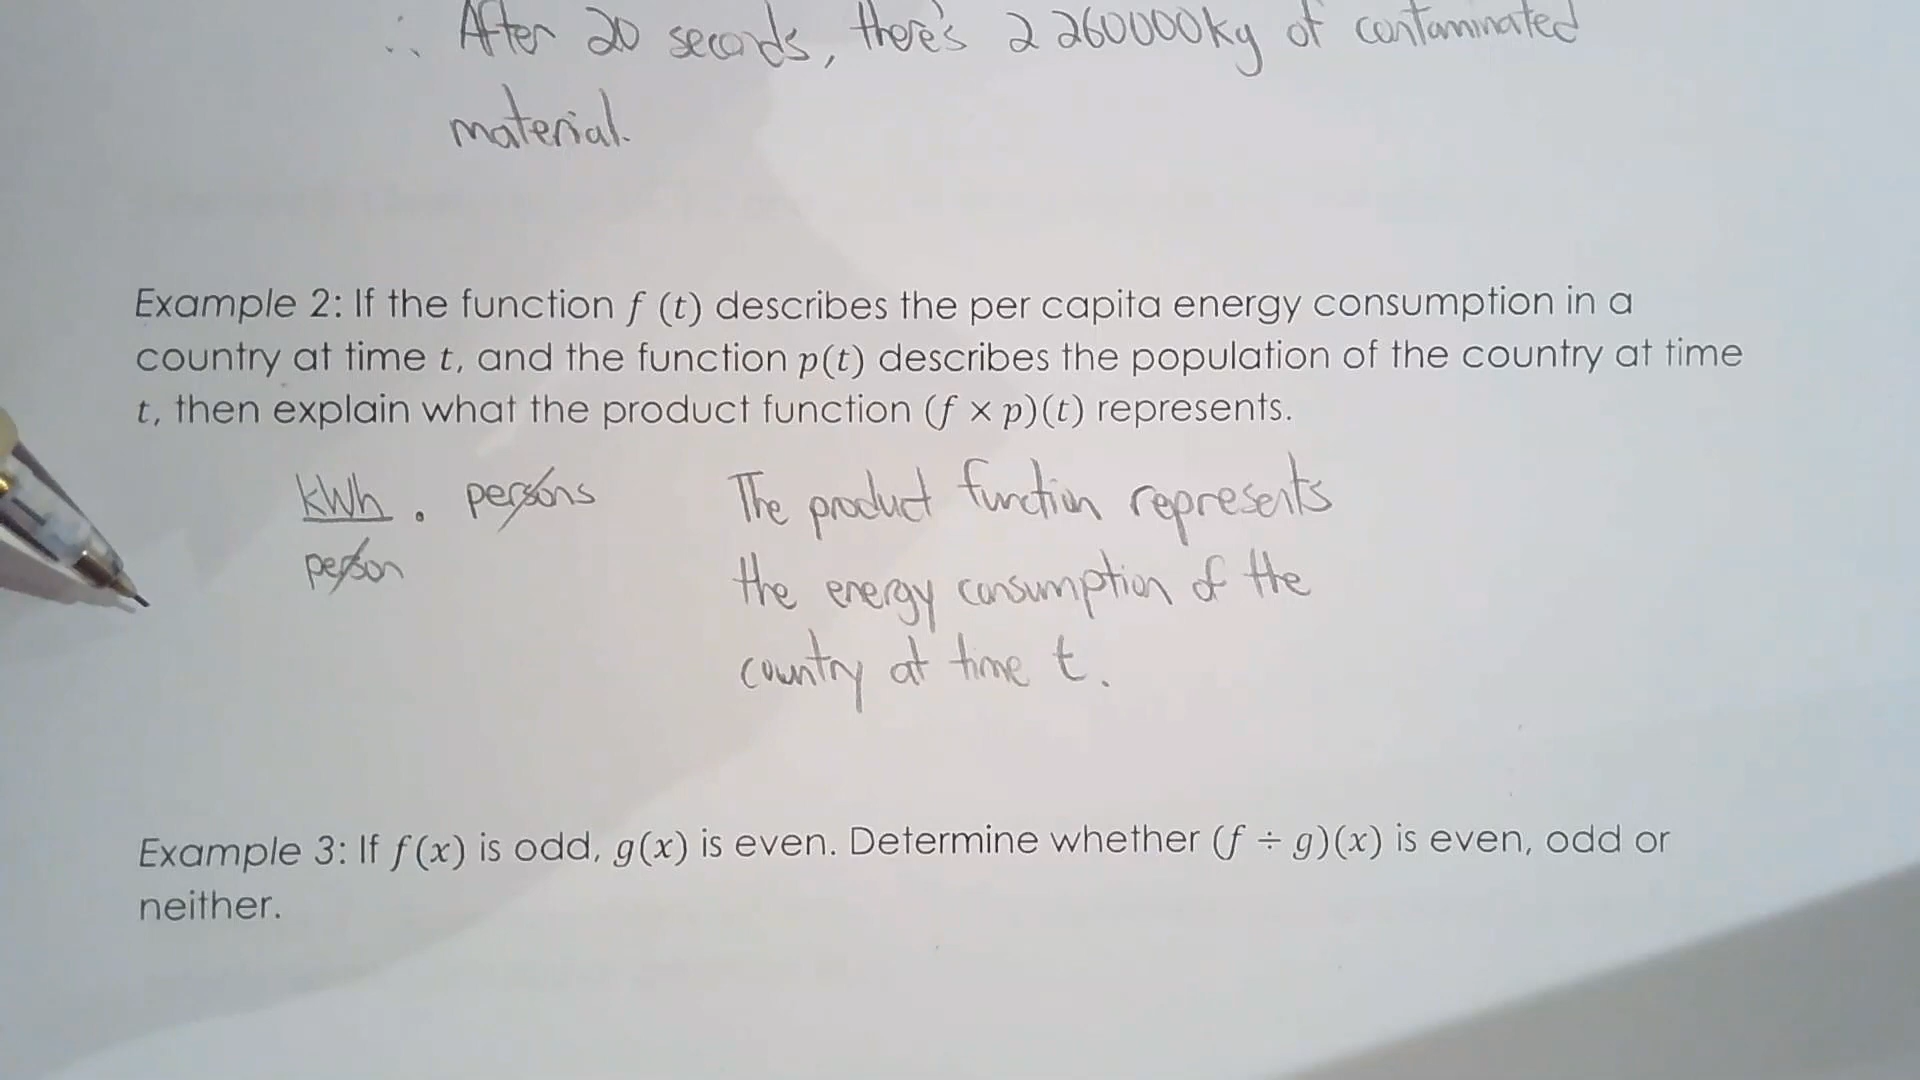 ∴ After 20 seconds, there's 2 260000kg of contaminated
material.
Example 2: If the function f (t) describes the per capita energy consumption in a
country at time t, and the function p(t) describes the population of the country at time
t, then explain what the product function (f × p)(t) represents.
kWh . persons
person
The product function represents
the energy consumption of the
country at time t.
Example 3: If f(x) is odd, g(x) is even. Determine whether (f ÷ g)(x) is even, odd or
neither.